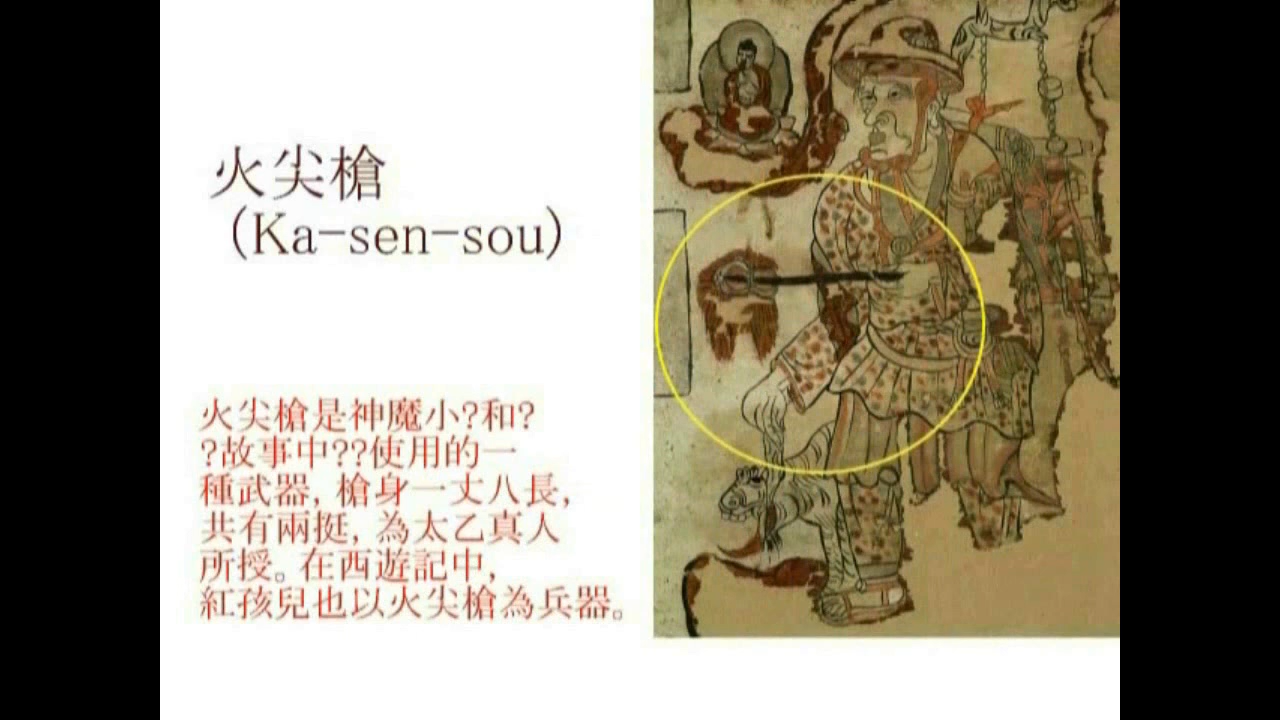 火尖槍
(Ka-sen-sou)
火尖槍是神魔小?和?
?故事中??使用的一
種武器, 槍身一丈八長,
共有兩挺, 為太乙真人
所授。在西遊記中,
紅孩兒也以火尖槍為兵器。